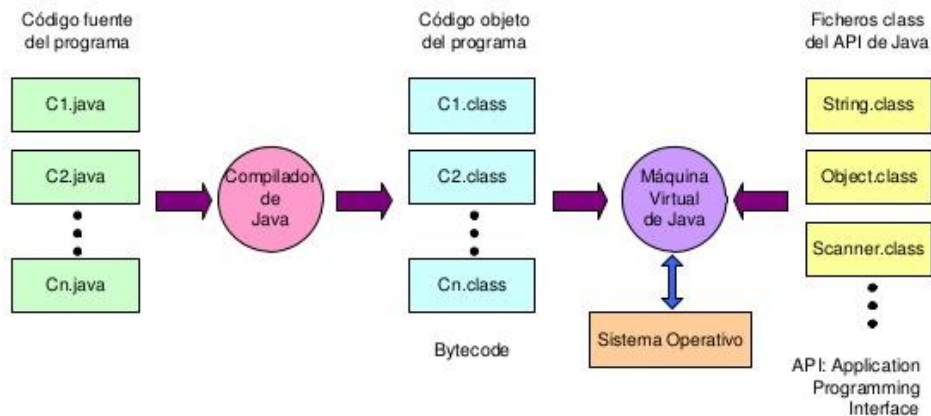 Código fuente
del programa
C1.java
C2.java
Cn.java
Compilador
de
Java
Código objeto
del programa
C1.class
C2.class
Cn.class
Bytecode
Máquina
Virtual
de Java
Sistema Operativo
Ficheros class
del API de Java
String.class
Object.class
Scanner.class
API: Application
Programming
Interface